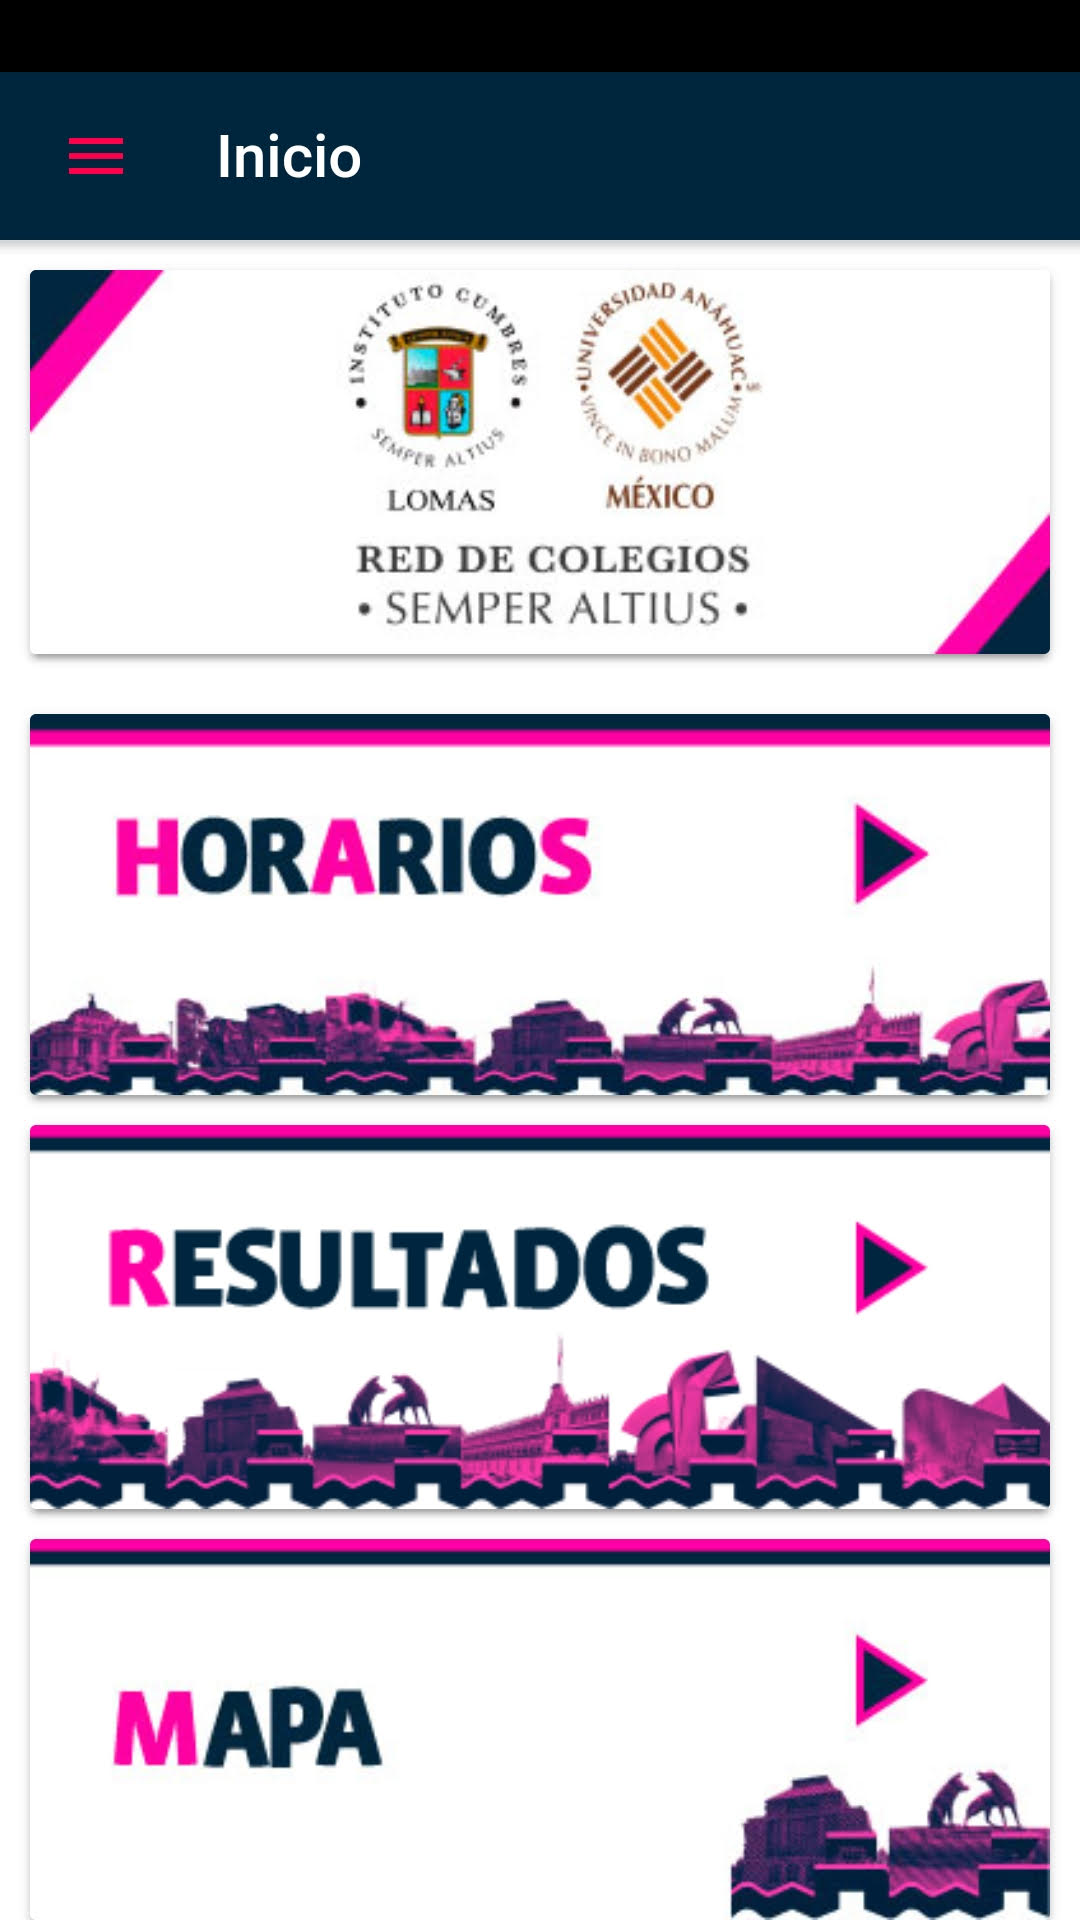 Inicio
INSTITUTO CUMBRES
SEMPER ALTIUS
LOMAS
UNIVERSIDAD ANÁHUAC
VINCE IN BONO MALUM
MÉXICO
RED DE COLEGIOS
• SEMPER ALTIUS •
HORARIOS
RESULTADOS
MAPA